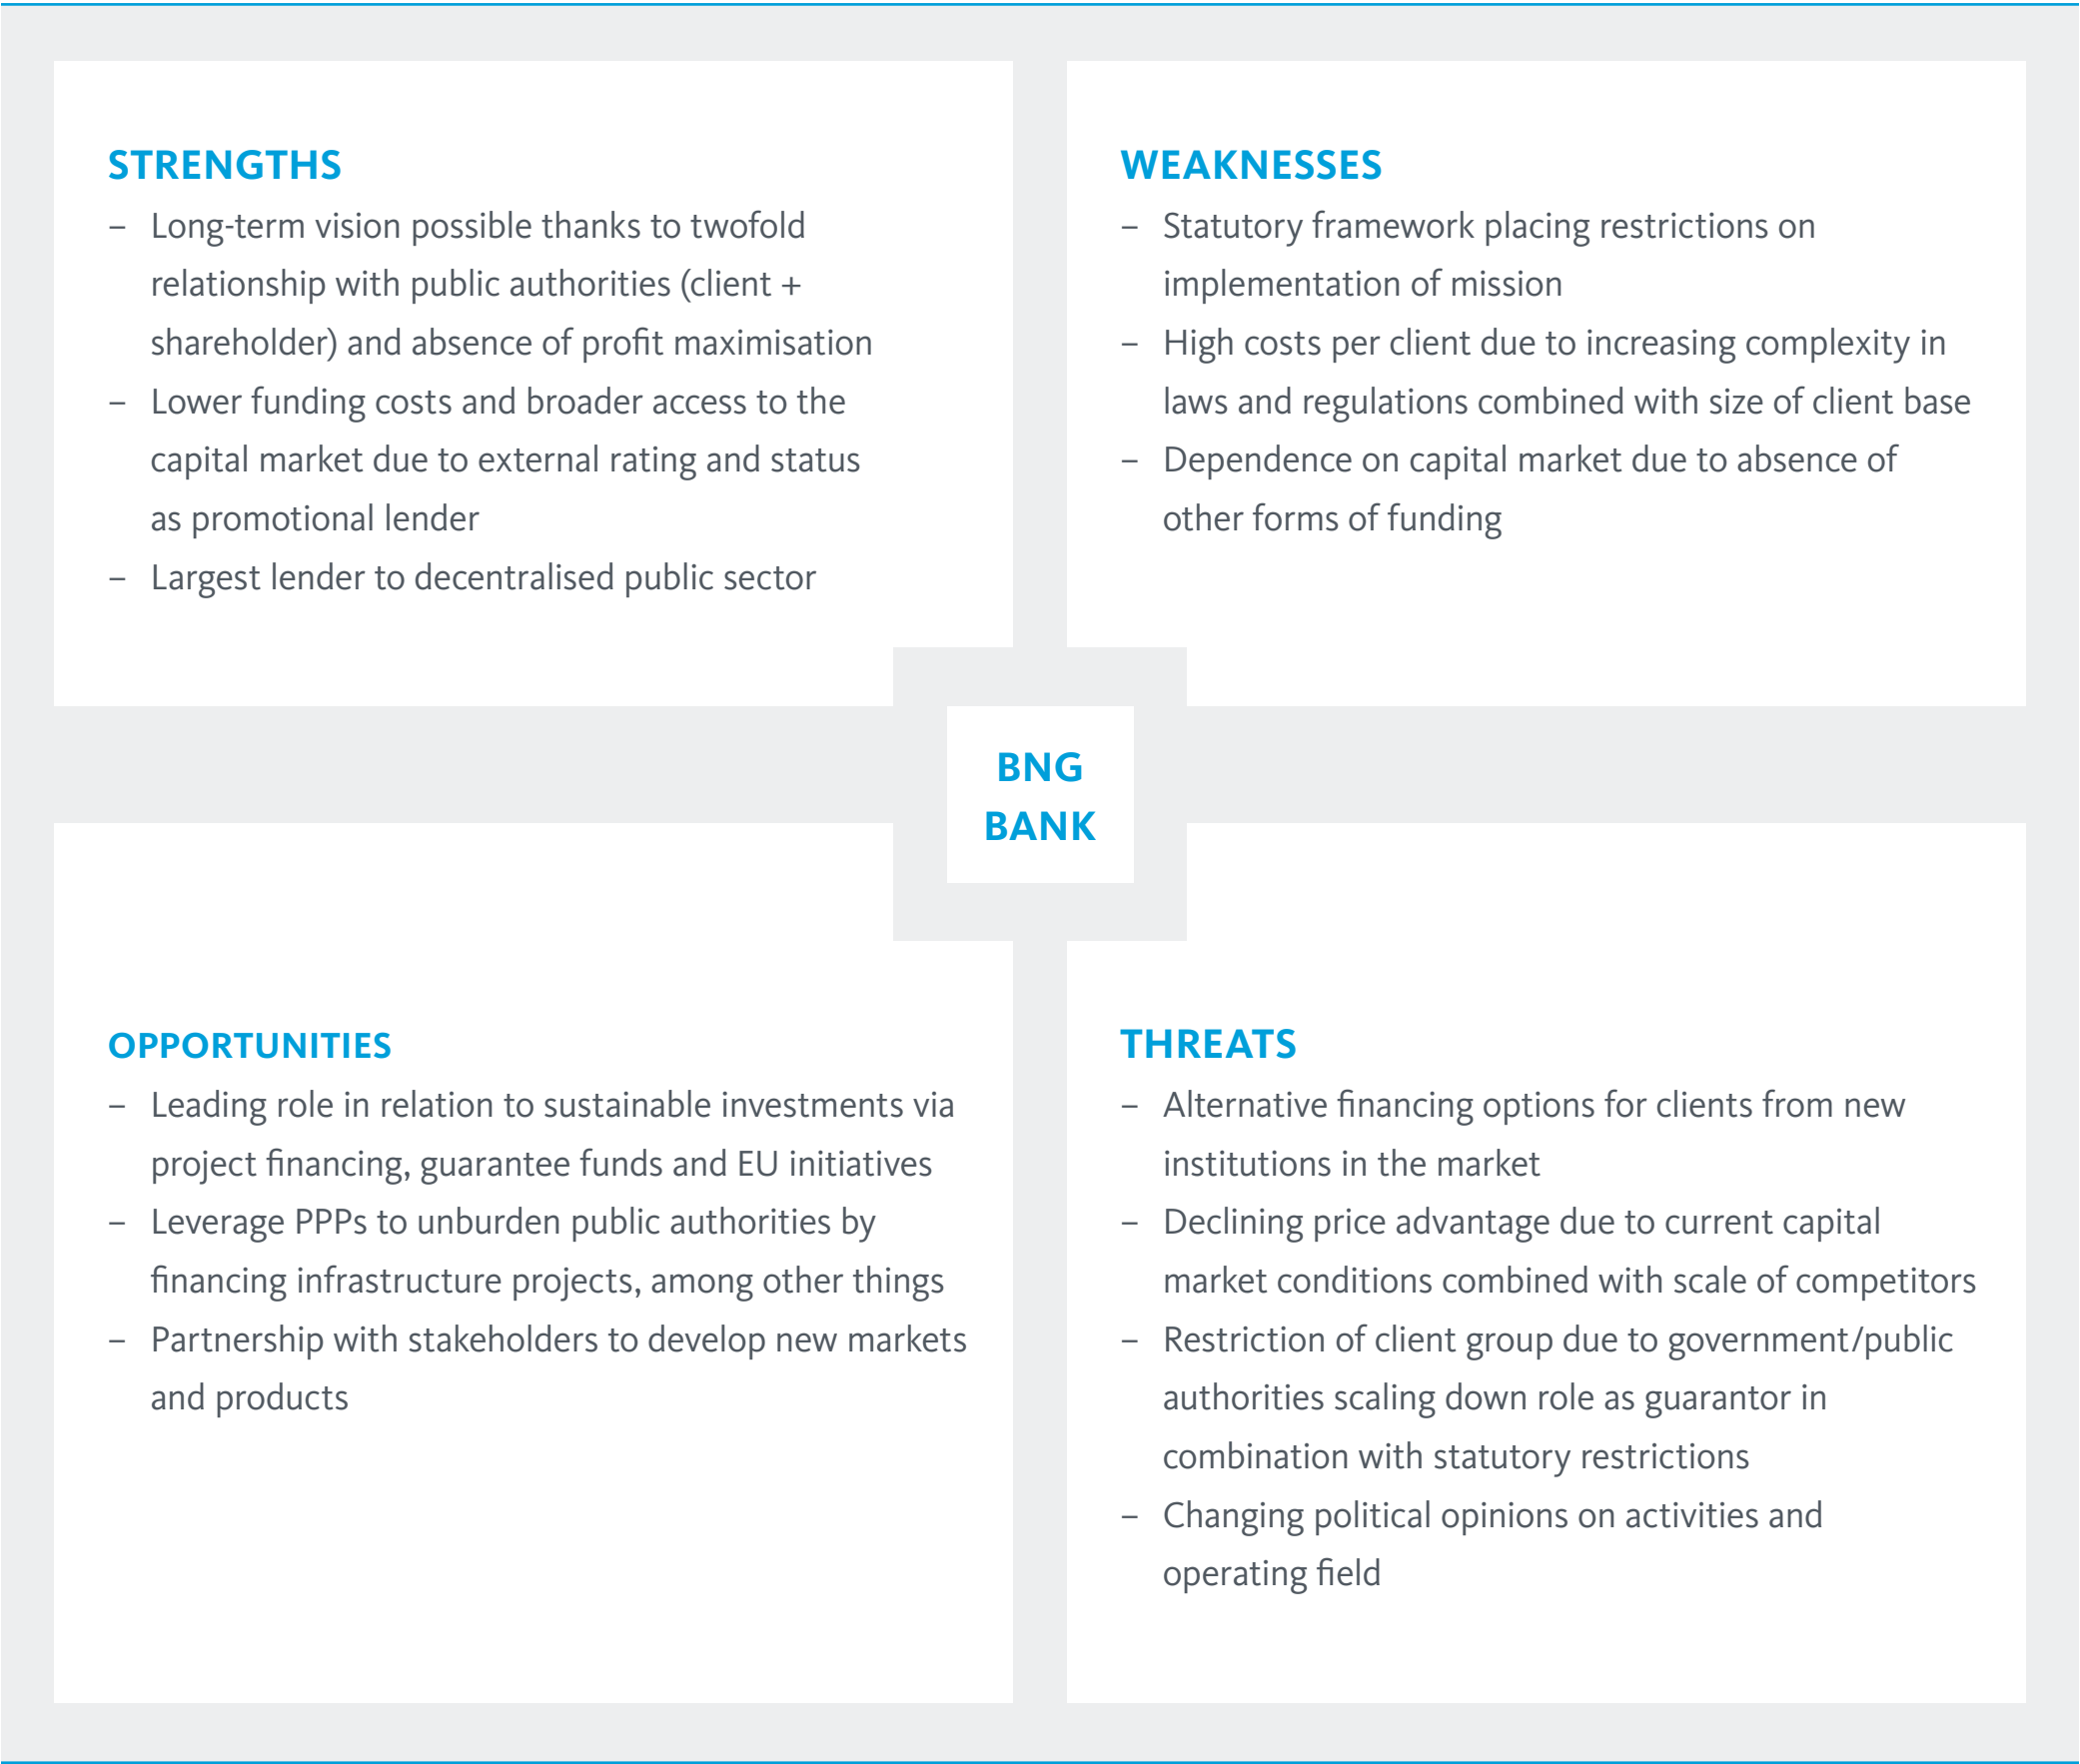 STRENGTHS
– Long-term vision possible thanks to twofold
relationship with public authorities (client +
shareholder) and absence of profit maximisation
– Lower funding costs and broader access to the
capital market due to external rating and status
as promotional lender
– Largest lender to decentralised public sector
WEAKNESSES
– Statutory framework placing restrictions on
implementation of mission
– High costs per client due to increasing complexity in
laws and regulations combined with size of client base
– Dependence on capital market due to absence of
other forms of funding
BNG
BANK
OPPORTUNITIES
– Leading role in relation to sustainable investments via
project financing, guarantee funds and EU initiatives
– Leverage PPPs to unburden public authorities by
financing infrastructure projects, among other things
– Partnership with stakeholders to develop new markets
and products
THREATS
– Alternative financing options for clients from new
institutions in the market
– Declining price advantage due to current capital
market conditions combined with scale of competitors
– Restriction of client group due to government/public
authorities scaling down role as guarantor in
combination with statutory restrictions
– Changing political opinions on activities and
operating field